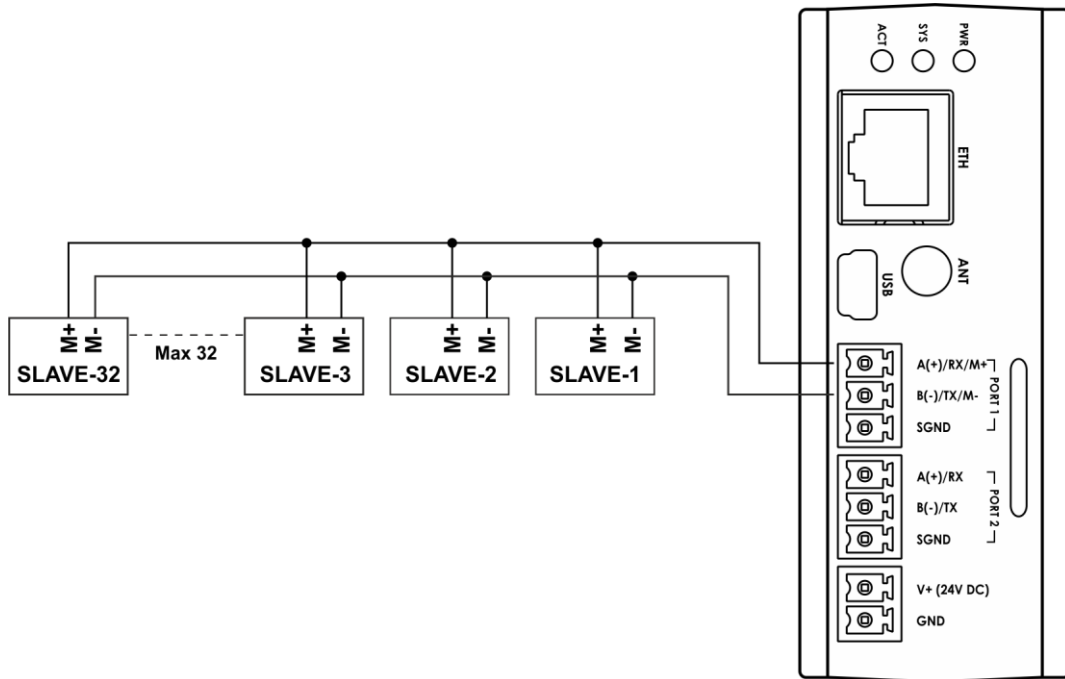 ACT
SYS
PWR
ETH
USB
ANT
M+
M-
SLAVE-32
Max 32
M+
M-
SLAVE-3
M+
M-
SLAVE-2
M+
M-
SLAVE-1
A(+)/RX/M+
B(-)/TX/M-
SGND
PORT 1
A(+)/RX
B(-)/TX
SGND
PORT 2
V+ (24V DC)
GND